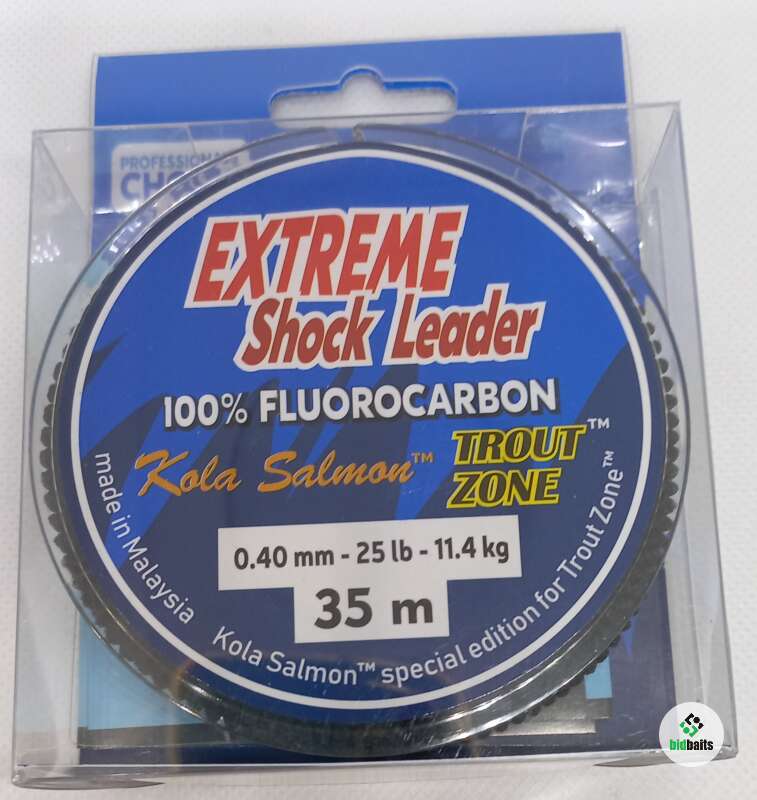 PROFESSIONAL
EXTREME
Shock Leader
100% FLUOROCARBON
Kola Salmon™
TROUT™
ZONE
0.40 mm - 25 lb - 11.4 kg
35 m
made in Malaysia
Kola Salmon™ special edition for Trout Zone™
bidbaits